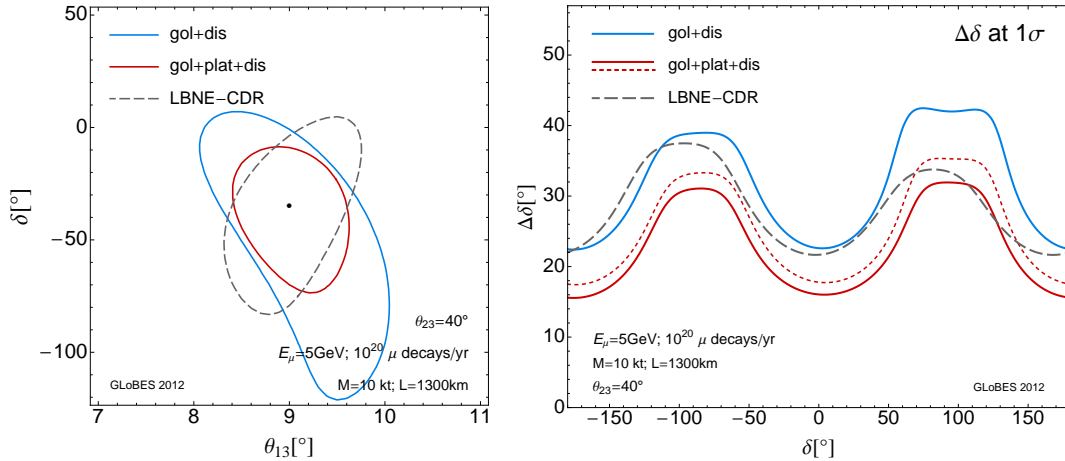 gol+dis
gol+plat+dis
LBNE−CDR
50
0
−50
−100
δ[°]
θ23=40°
Eμ=5GeV; 10^20 μ decays/yr
M=10 kt; L=1300km
GLoBES 2012
7
8
9
10
11
θ13[°]
Δδ at 1σ
gol+dis
gol+plat+dis
LBNE−CDR
50
40
30
20
10
0
Δδ[°]
Eμ=5GeV; 10^20 μ decays/yr
M=10 kt; L=1300km
θ23=40°
GLoBES 2012
−150
−100
−50
0
50
100
150
δ[°]